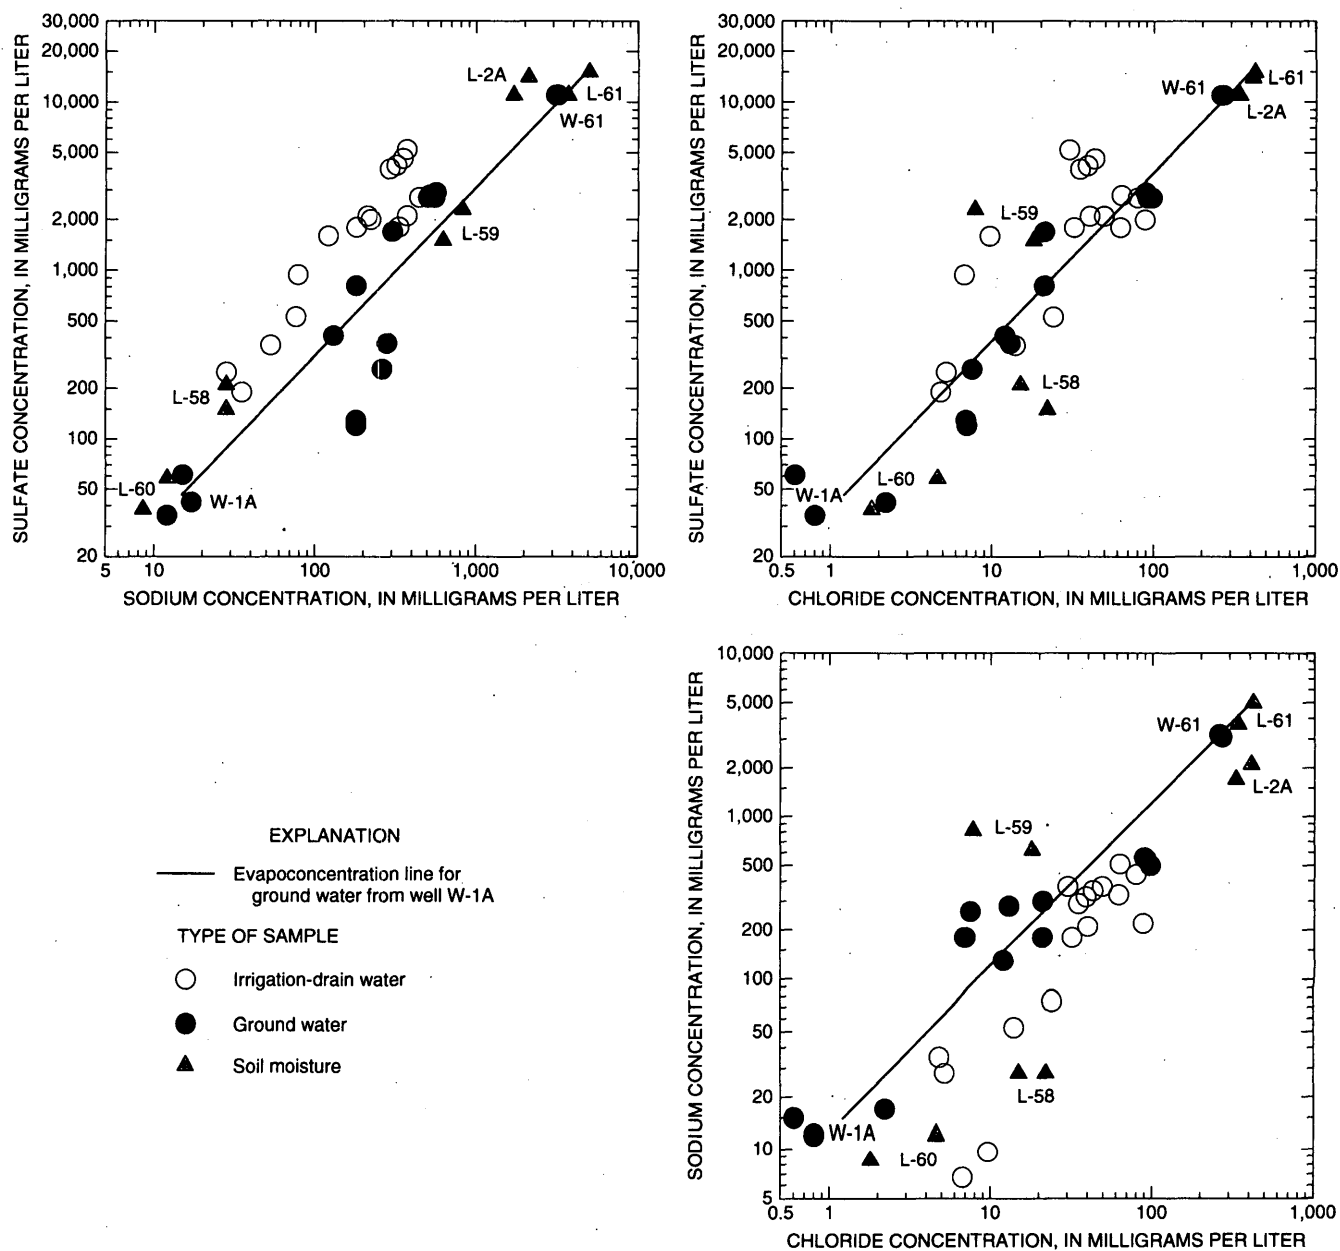 30,000
20,000
10,000
5,000
2,000
1,000
500
200
100
50
20
5
10
100
1,000
10,000
SULFATE CONCENTRATION, IN MILLIGRAMS PER LITER
SODIUM CONCENTRATION, IN MILLIGRAMS PER LITER
L-2A
L-61
W-61
L-59
L-58
L-60
W-1A
30,000
20,000
10,000
5,000
2,000
1,000
500
200
100
50
20
0.5
1
10
100
1,000
SULFATE CONCENTRATION, IN MILLIGRAMS PER LITER
CHLORIDE CONCENTRATION, IN MILLIGRAMS PER LITER
W-61
L-61
L-2A
L-59
L-58
L-60
W-1A
10,000
5,000
2,000
1,000
500
200
100
50
20
10
5
0.5
1
10
100
1,000
SODIUM CONCENTRATION, IN MILLIGRAMS PER LITER
CHLORIDE CONCENTRATION, IN MILLIGRAMS PER LITER
W-61
L-61
L-2A
L-59
L-58
W-1A
L-60
EXPLANATION
Evapoconcentration line for
ground water from well W-1A
TYPE OF SAMPLE
Irrigation-drain water
Ground water
Soil moisture